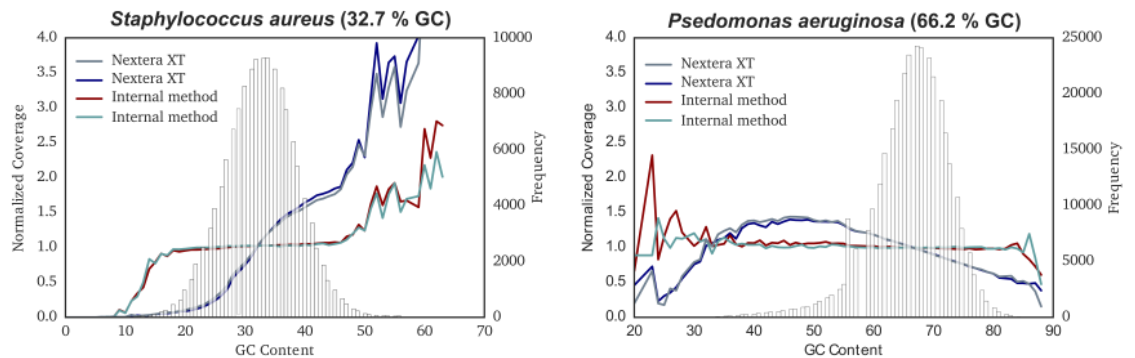 Staphylococcus aureus (32.7 % GC)
4.0
3.5
3.0
2.5
2.0
1.5
1.0
0.5
0.0
Normalized Coverage
Nextera XT
Nextera XT
Internal method
Internal method
10000
8000
6000
4000
2000
0
Frequency
0 10 20 30 40 50 60 70
GC Content
Psedomonas aeruginosa (66.2 % GC)
4.0
3.5
3.0
2.5
2.0
1.5
1.0
0.5
0.0
Normalized Coverage
Nextera XT
Nextera XT
Internal method
Internal method
25000
20000
15000
10000
5000
0
Frequency
20 30 40 50 60 70 80 90
GC Content